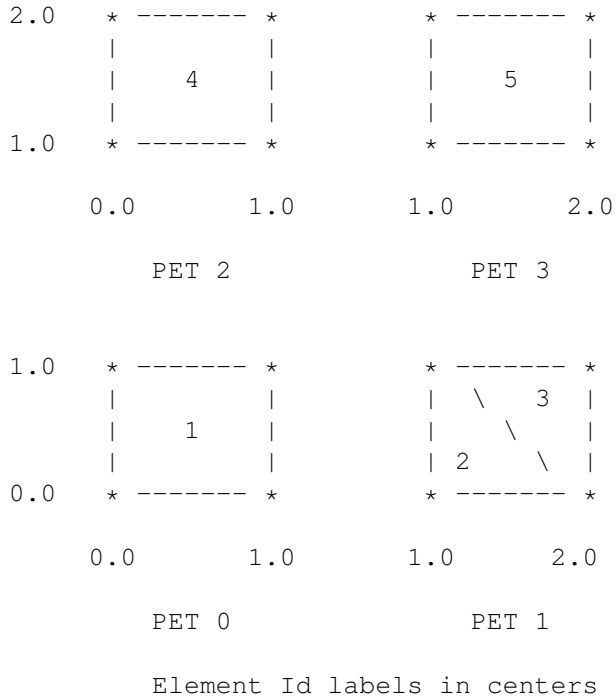 2.0 * ------- * * ------- *
| | | |
| 4 | | 5 |
| | | |
1.0 * ------- * * ------- *
0.0 1.0 1.0 2.0
PET 2 PET 3
1.0 * ------- * * ------- *
| | | \ 3 |
| 1 | | \ |
| | | 2 \ |
0.0 * ------- * * ------- *
0.0 1.0 1.0 2.0
PET 0 PET 1
Element Id labels in centers